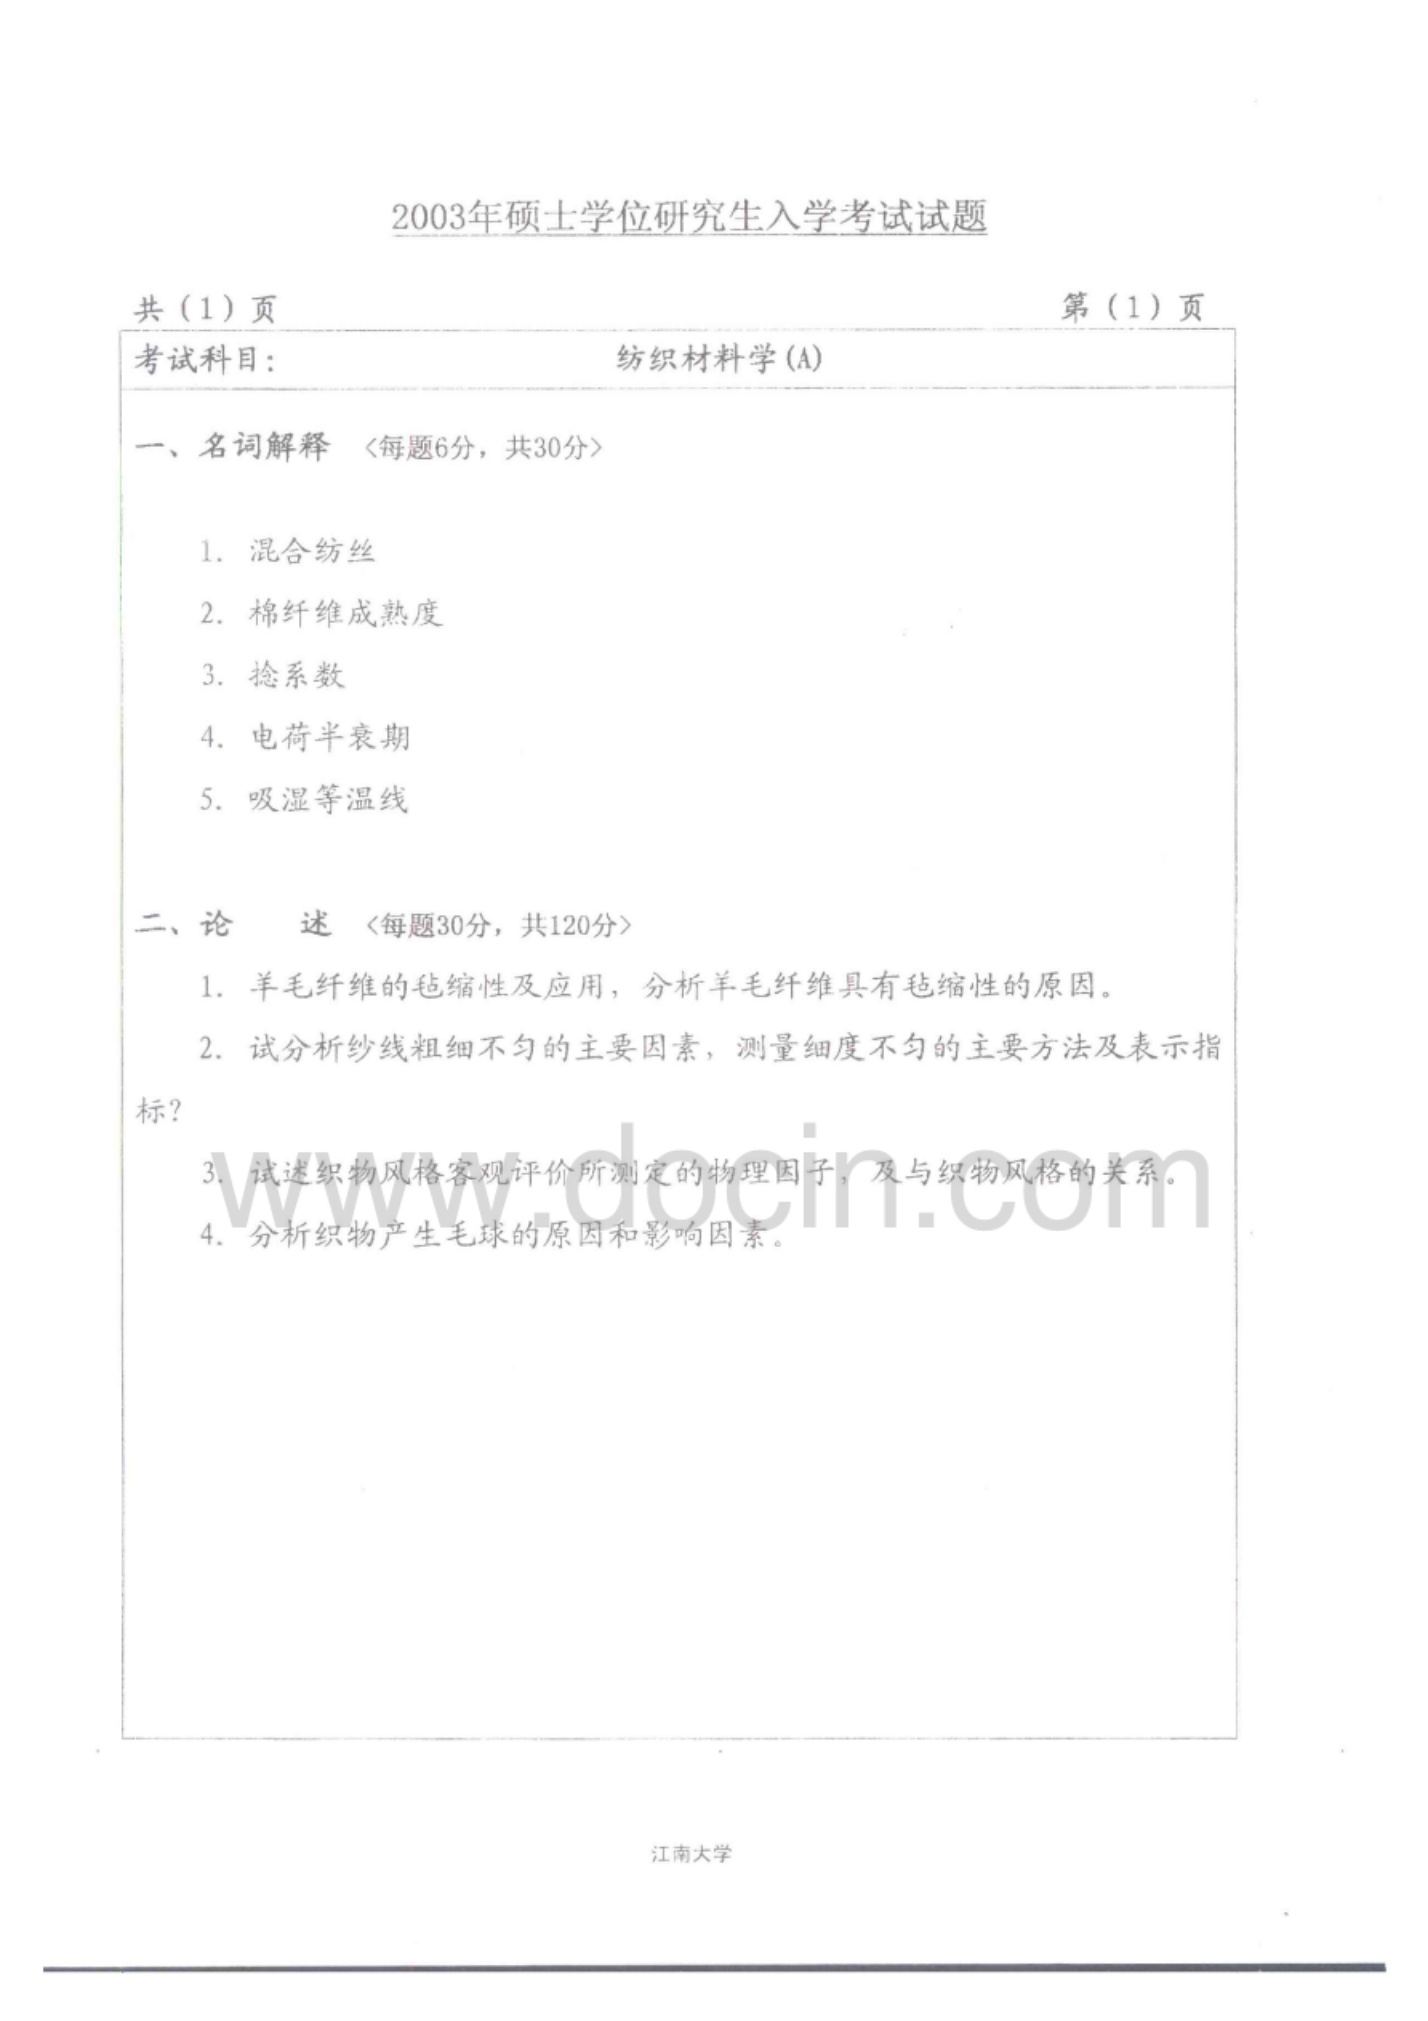 2003年硕士学位研究生入学考试试题
共（1）页 第（1）页
考试科目: 纺织材料学(A)
一、名词解释 <每题6分，共30分>
1. 混合纺丝
2. 棉纤维成熟度
3. 捻系数
4. 电荷半衰期
5. 吸湿等温线
二、论 述 <每题30分，共120分>
1. 羊毛纤维的毡缩性及应用，分析羊毛纤维具有毡缩性的原因。
2. 试分析纱线粗细不匀的主要因素，测量细度不匀的主要方法及表示指
标?
3. 试述织物风格客观评价所测定的物理因子，及与织物风格的关系。
www.docin.com
4. 分析织物产生毛球的原因和影响因素。
江南大学